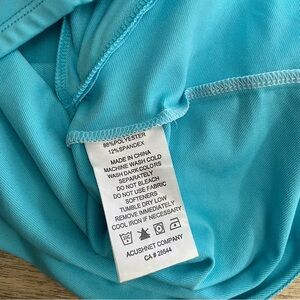 88%POLYESTER
12%SPANDEX
MADE IN CHINA
MACHINE WASH COLD
WASH DARK COLORS
SEPARATELY
DO NOT BLEACH
DO NOT USE FABRIC
SOFTENERS
TUMBLE DRY LOW
REMOVE IMMEDIATELY
COOL IRON IF NECESSARY
ACUSHNET COMPANY
CA # 28544